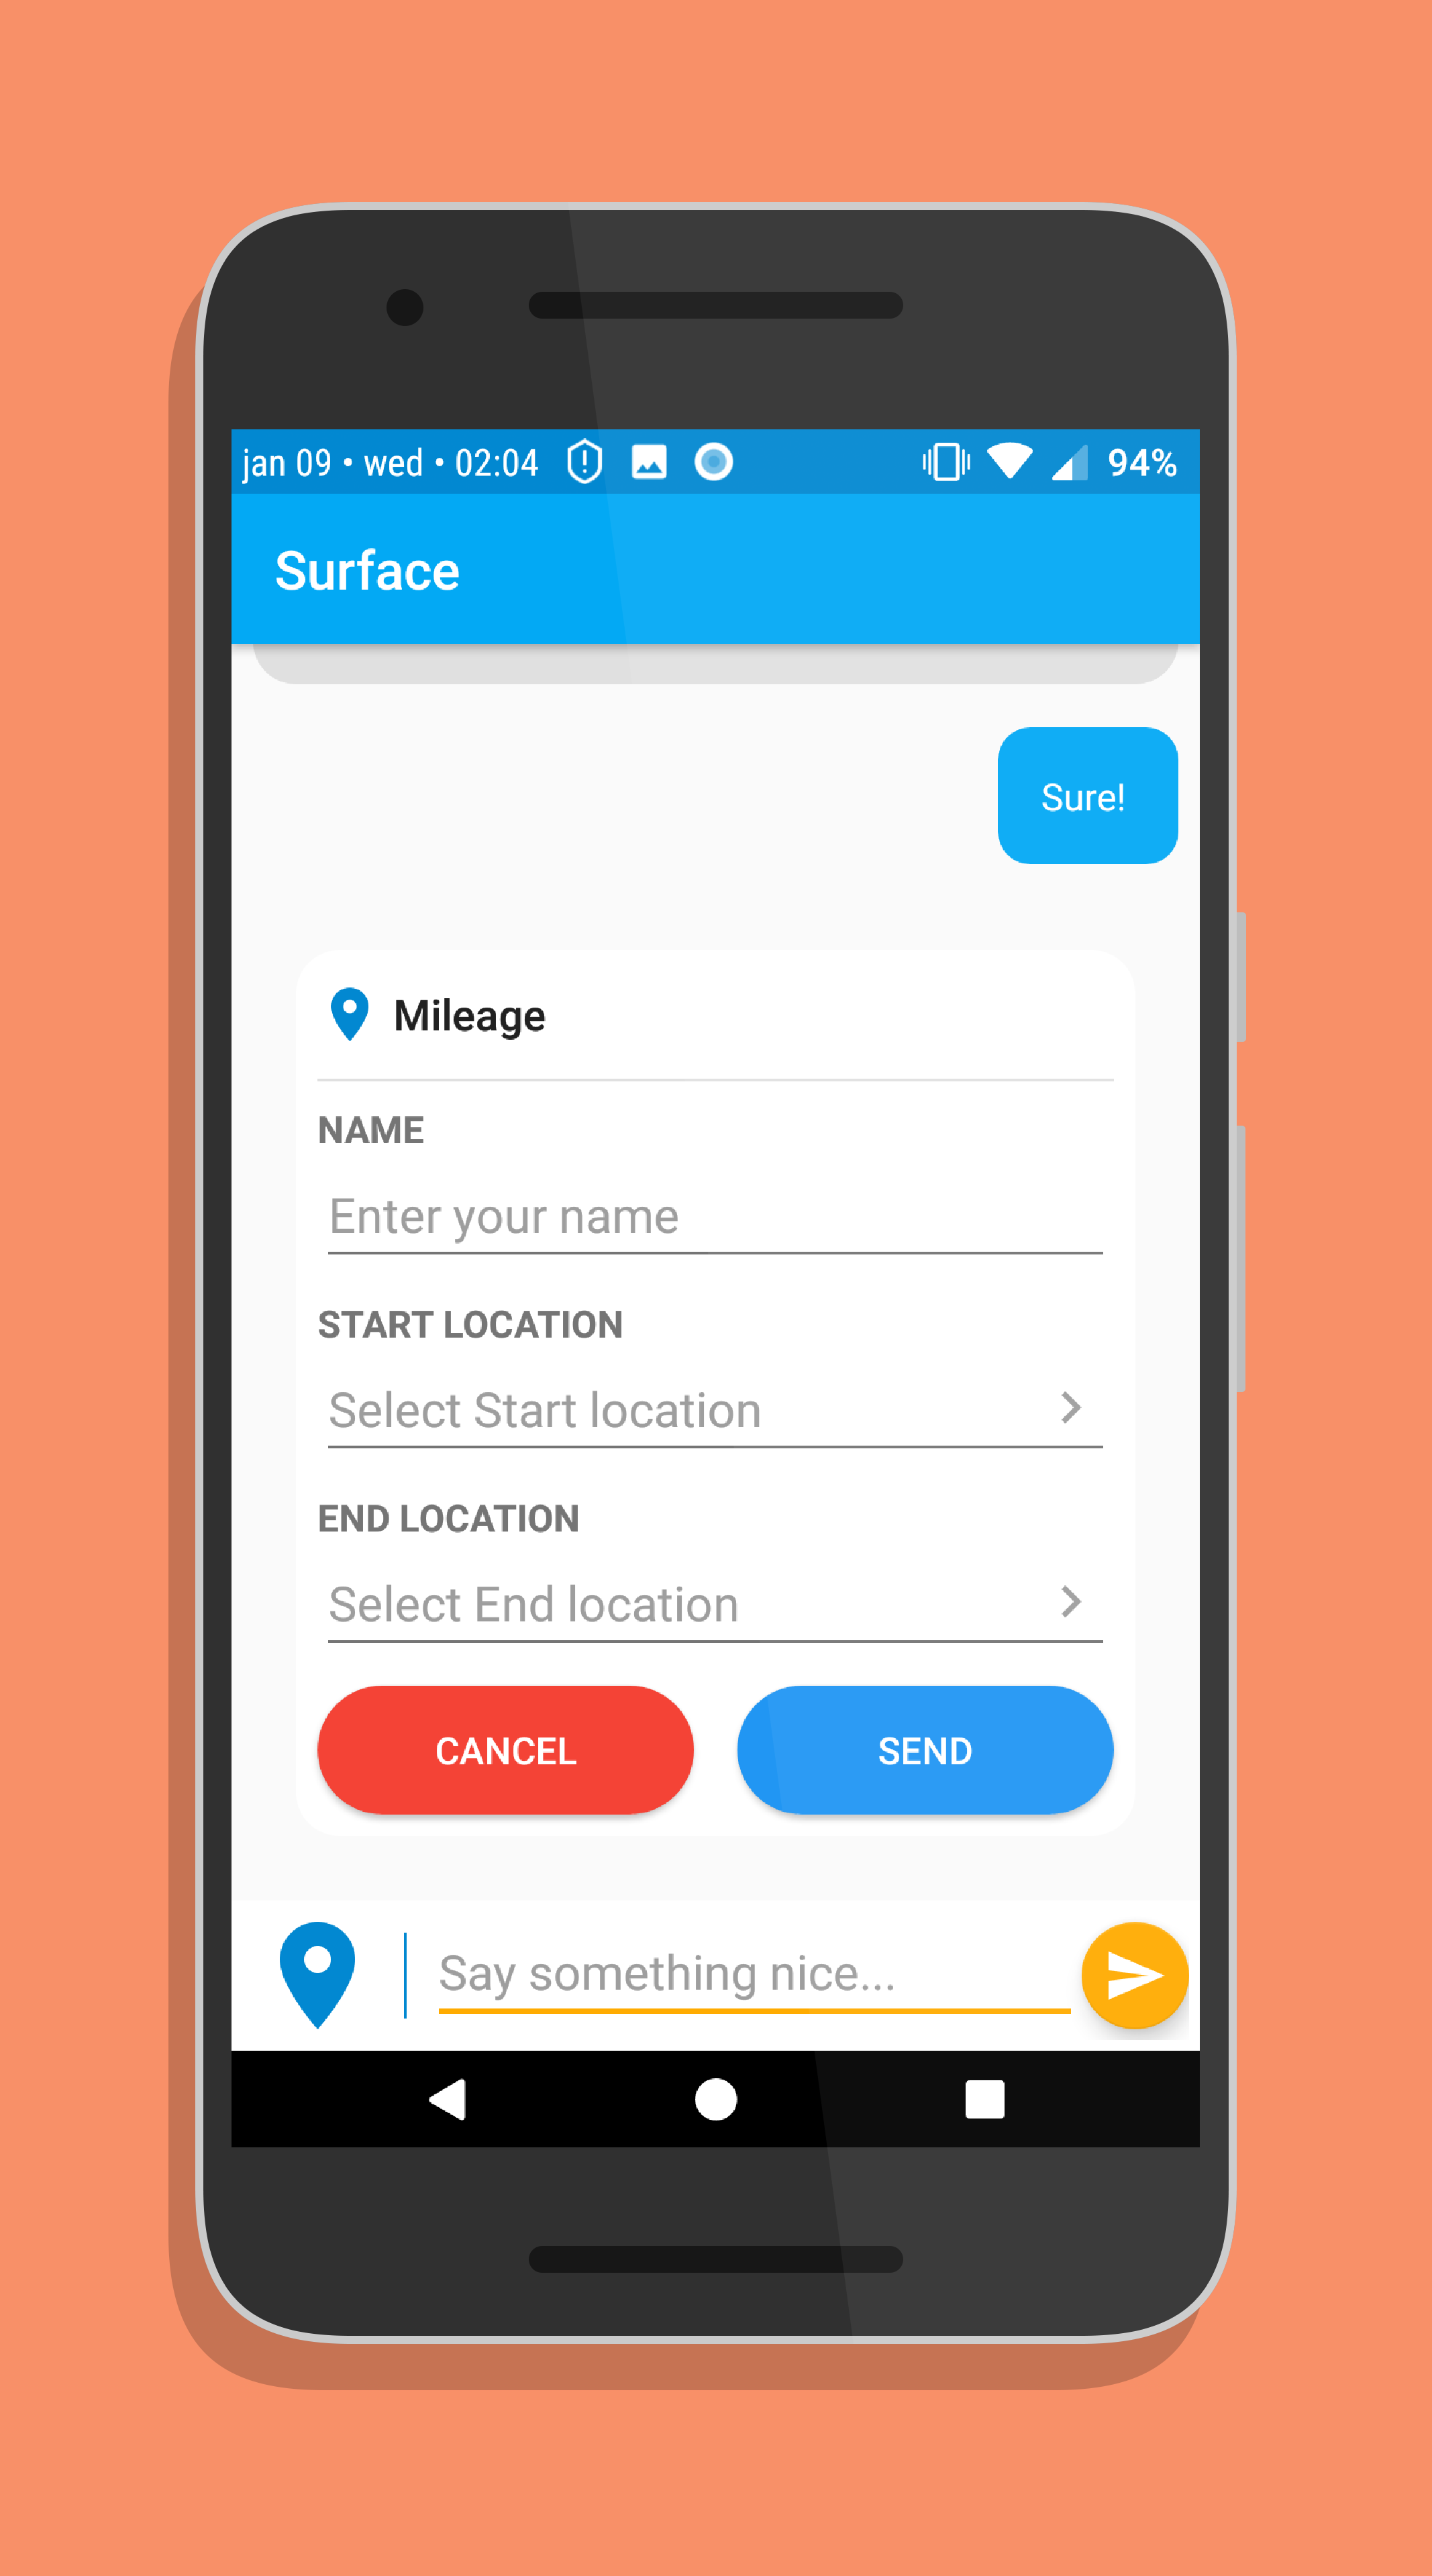 jan 09 • wed • 02:04 94%
Surface
Sure!
Mileage
NAME
Enter your name
START LOCATION
Select Start location
END LOCATION
Select End location
CANCEL SEND
Say something nice...